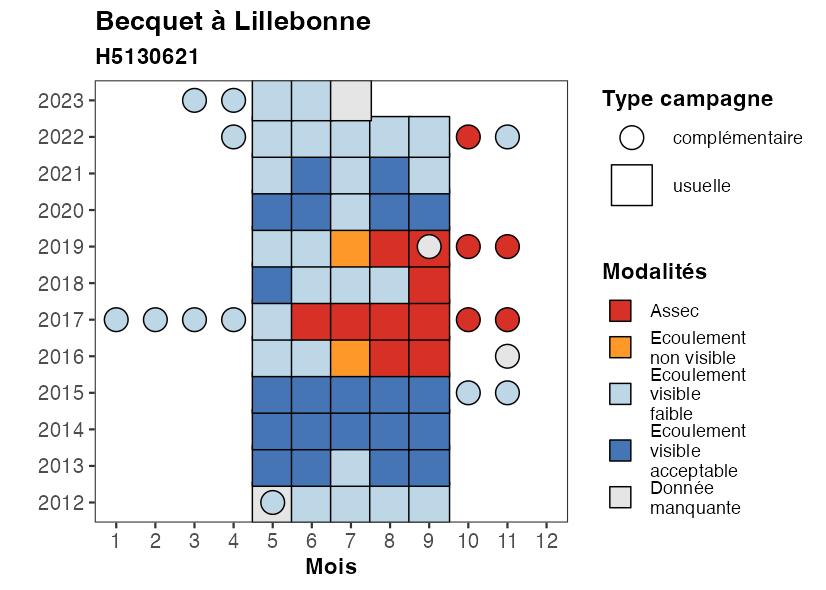 Becquet à Lillebonne
H5130621
2023
2022
2021
2020
2019
2018
2017
2016
2015
2014
2013
2012
1 2 3 4 5 6 7 8 9 10 11 12
Mois
Type campagne
complémentaire
usuelle
Modalités
Assec
Ecoulement
non visible
Ecoulement
visible
faible
Ecoulement
visible
acceptable
Donnée
manquante